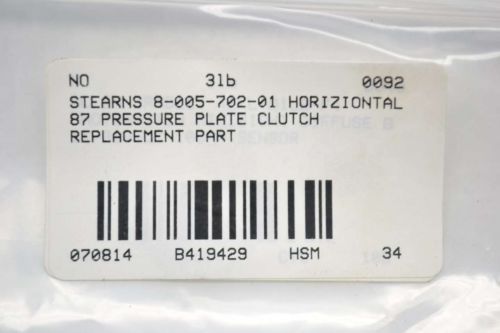 NO 3lb 0092
STEARNS 8-005-702-01 HORIZIONTAL
87 PRESSURE PLATE CLUTCH
REPLACEMENT PART
070814 B419429 HSM 34